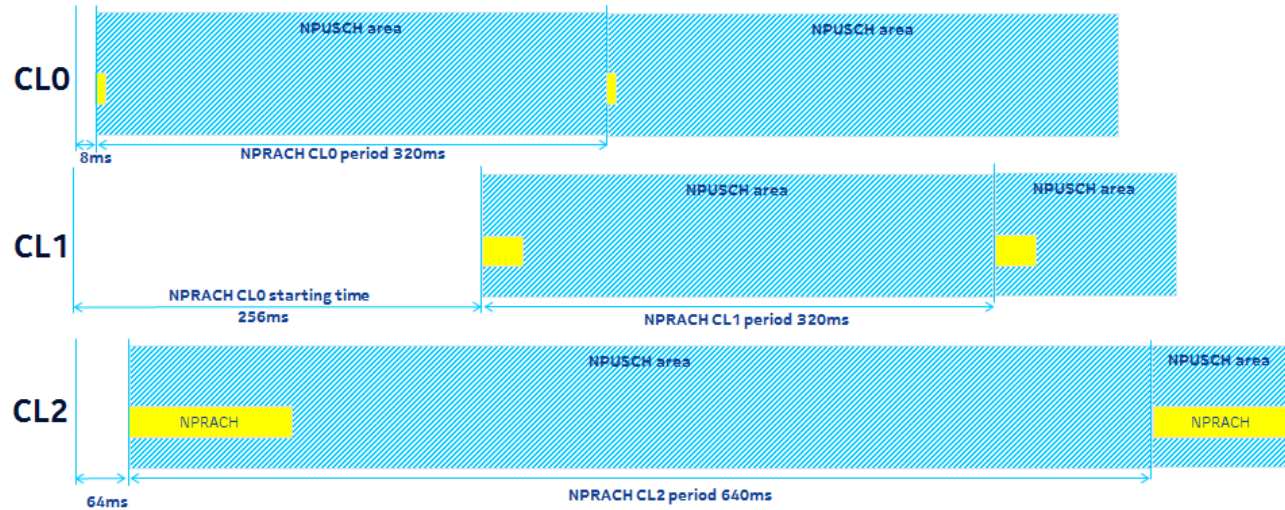 NPUSCH area
NPUSCH area
CL0
8ms
NPRACH CL0 period 320ms
NPUSCH area
NPUSCH area
CL1
NPRACH CL0 starting time
256ms
NPRACH CL1 period 320ms
NPUSCH area
NPUSCH area
CL2
NPRACH
NPRACH
64ms
NPRACH CL2 period 640ms